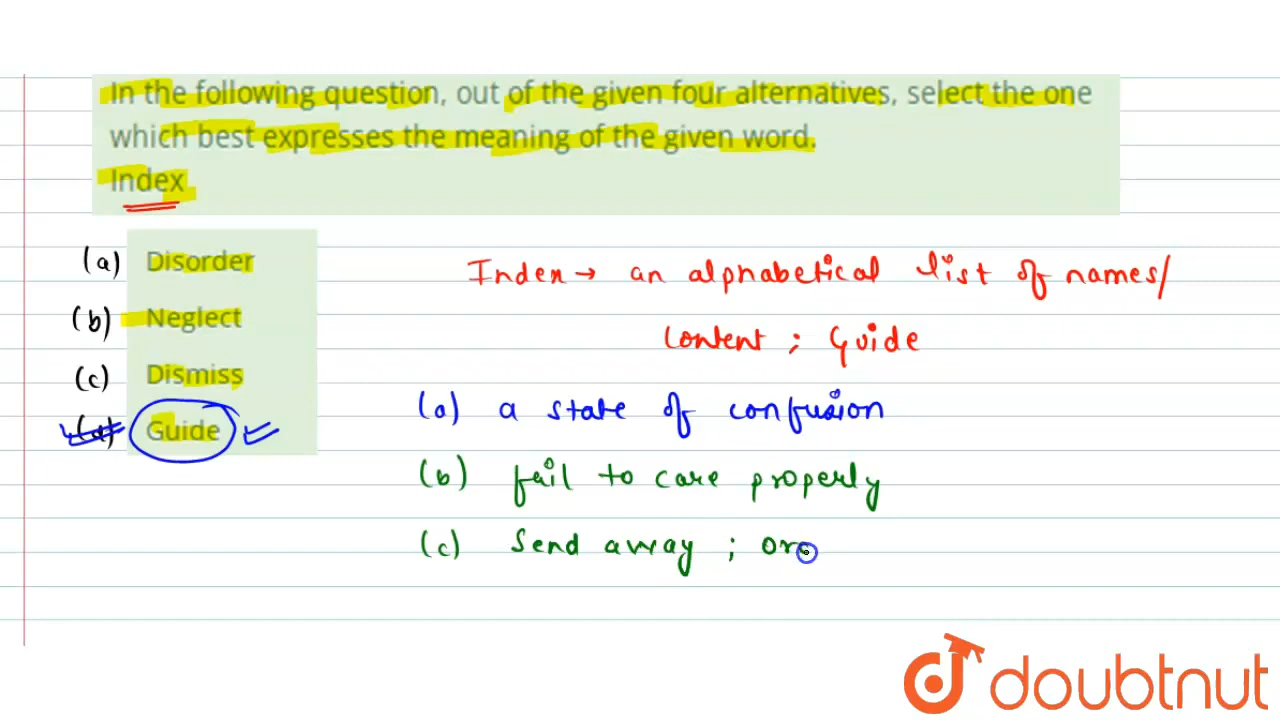 In the following question, out of the given four alternatives, select the one
which best expresses the meaning of the given word.
Index
(a) Disorder
(b) Neglect
(c) Dismiss
(d) Guide
Index → an alphabetical list of names/
content ; Guide
(a) a state of confusion
(b) fail to care properly
(c) Send away ; or
doubtnut